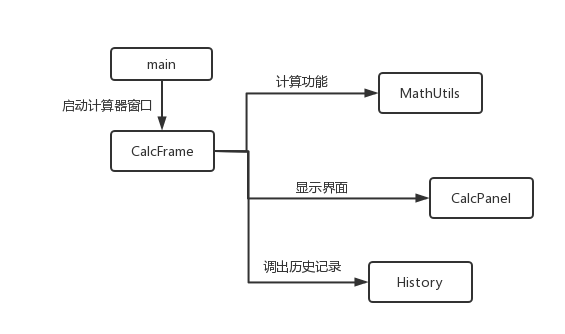 main
启动计算器窗口
CalcFrame
计算功能
MathUtils
显示界面
CalcPanel
调出历史记录
History